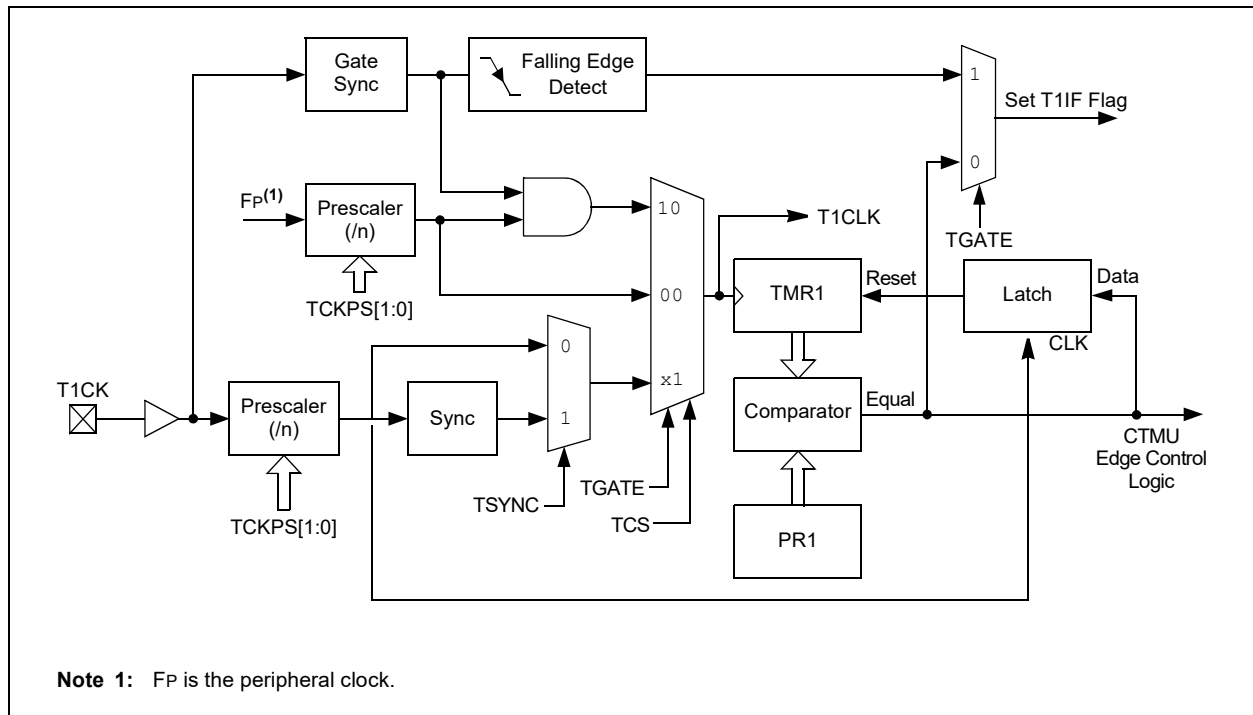 Gate
Sync
Falling Edge
Detect
1
Set T1IF Flag
0
TGATE
FP(1)
Prescaler
(/n)
TCKPS[1:0]
10
T1CLK
00
x1
TMR1
Reset
Latch
Data
CLK
0
1
T1CK
Prescaler
(/n)
TCKPS[1:0]
Sync
TSYNC
TGATE
TCS
Comparator
Equal
PR1
CTMU
Edge Control
Logic
Note 1: FP is the peripheral clock.